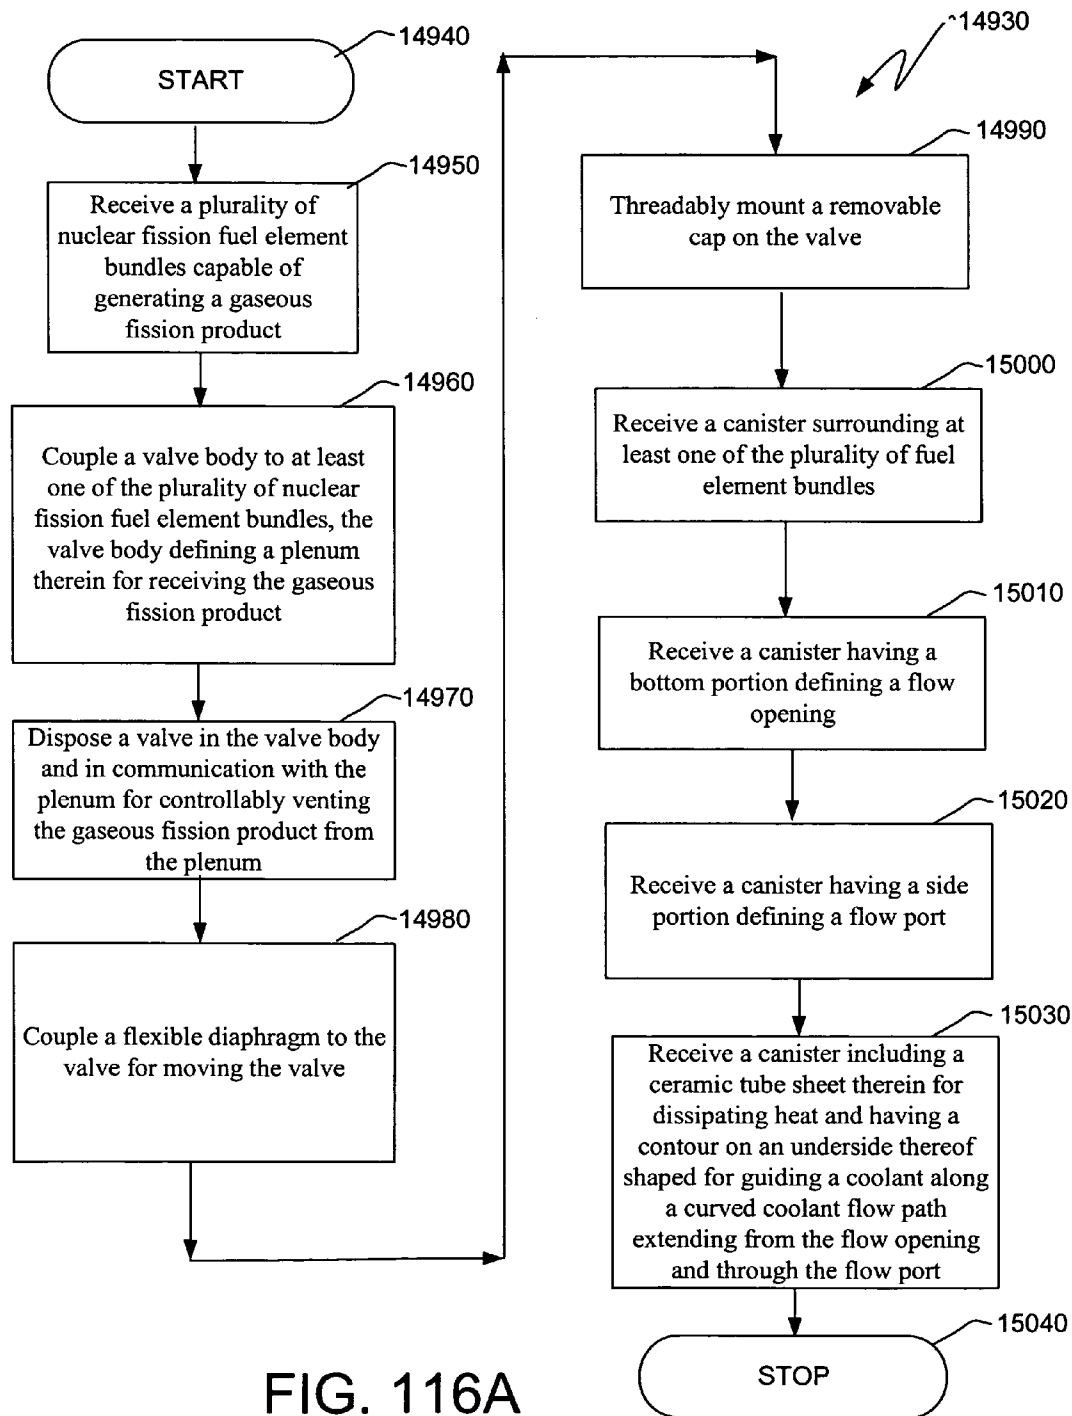 14940
START
14950
Receive a plurality of
nuclear fission fuel element
bundles capable of
generating a gaseous
fission product
14960
Couple a valve body to at least
one of the plurality of nuclear
fission fuel element bundles, the
valve body defining a plenum
therein for receiving the gaseous
fission product
14970
Dispose a valve in the valve body
and in communication with the
plenum for controllably venting
the gaseous fission product from
the plenum
14980
Couple a flexible diaphragm to the
valve for moving the valve
14930
14990
Threadably mount a removable
cap on the valve
15000
Receive a canister surrounding at
least one of the plurality of fuel
element bundles
15010
Receive a canister having a
bottom portion defining a flow
opening
15020
Receive a canister having a side
portion defining a flow port
15030
Receive a canister including a
ceramic tube sheet therein for
dissipating heat and having a
contour on an underside thereof
shaped for guiding a coolant along
a curved coolant flow path
extending from the flow opening
and through the flow port
15040
STOP
FIG. 116A